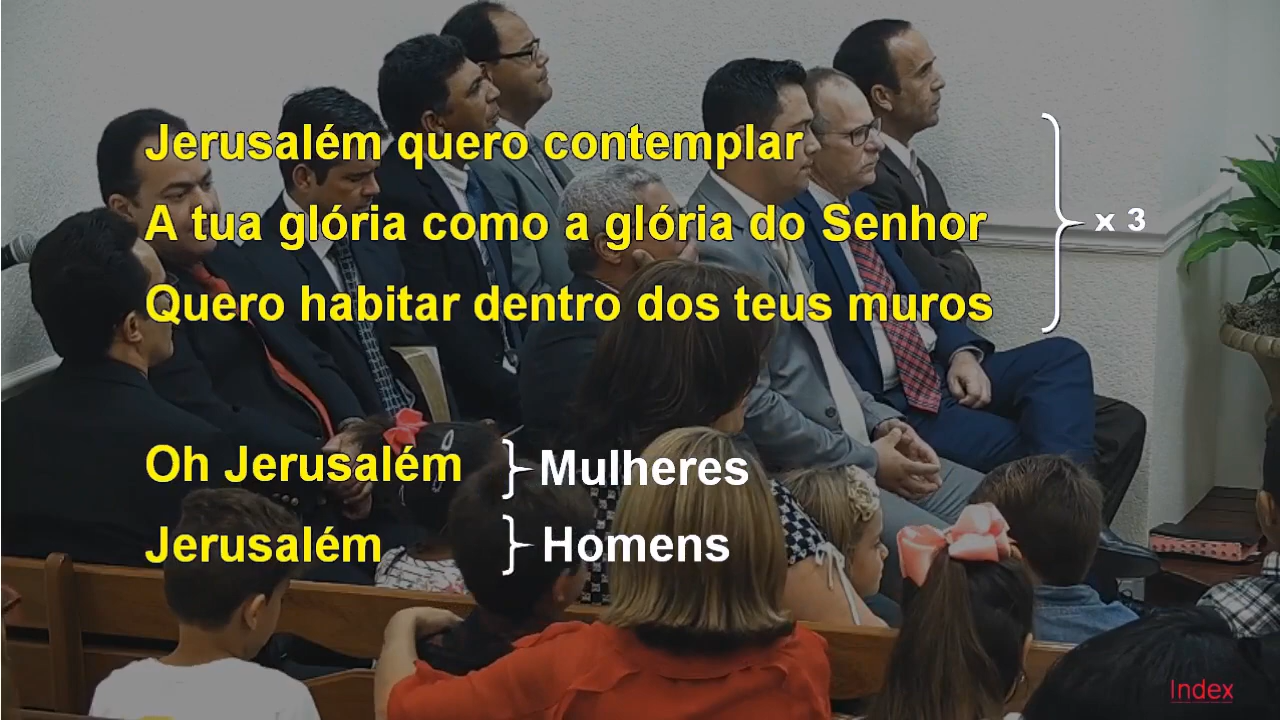 Jerusalém quero contemplar
A tua glória como a glória do Senhor
Quero habitar dentro dos teus muros
x 3
Oh Jerusalém
Mulheres
Jerusalém
Homens
Index